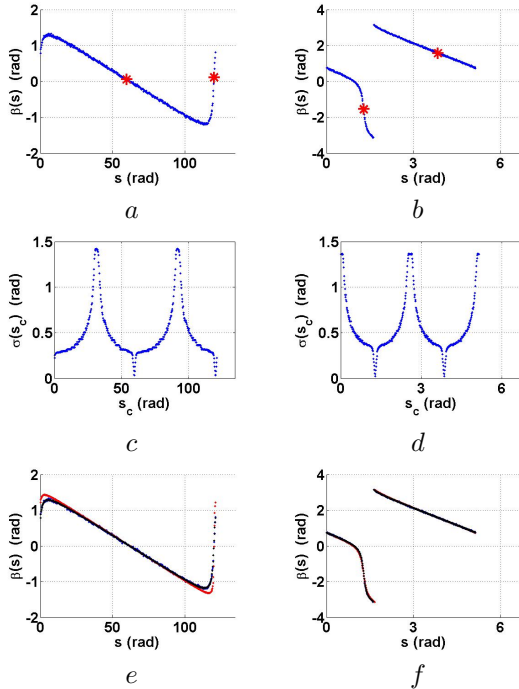 2
1
0
-1
-2
β(s) (rad)
0 50 100
s (rad)
a
4
2
0
-2
-4
β(s) (rad)
0 3 6
s (rad)
b
1.5
1
0.5
0
σ(s_c) (rad)
0 50 100
s_c (rad)
c
1.5
1
0.5
0
σ(s_c) (rad)
0 3 6
s_c (rad)
d
2
1
0
-1
-2
β(s) (rad)
0 50 100
s (rad)
e
4
2
0
-2
-4
β(s) (rad)
0 3 6
s (rad)
f